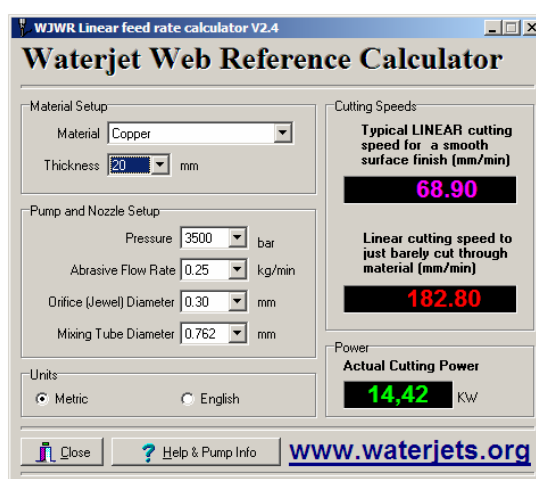 WJWR Linear feed rate calculator V2.4
Waterjet Web Reference Calculator
Material Setup
Material Copper
Thickness 20 mm
Pump and Nozzle Setup
Pressure 3500 bar
Abrasive Flow Rate 0.25 kg/min
Orifice (Jewel) Diameter 0.30 mm
Mixing Tube Diameter 0.762 mm
Units
Metric English
Cutting Speeds
Typical LINEAR cutting
speed for a smooth
surface finish (mm/min)
68.90
Linear cutting speed to
just barely cut through
material (mm/min)
182.80
Power
Actual Cutting Power
14,42 KW
Close ? Help & Pump Info www.waterjets.org